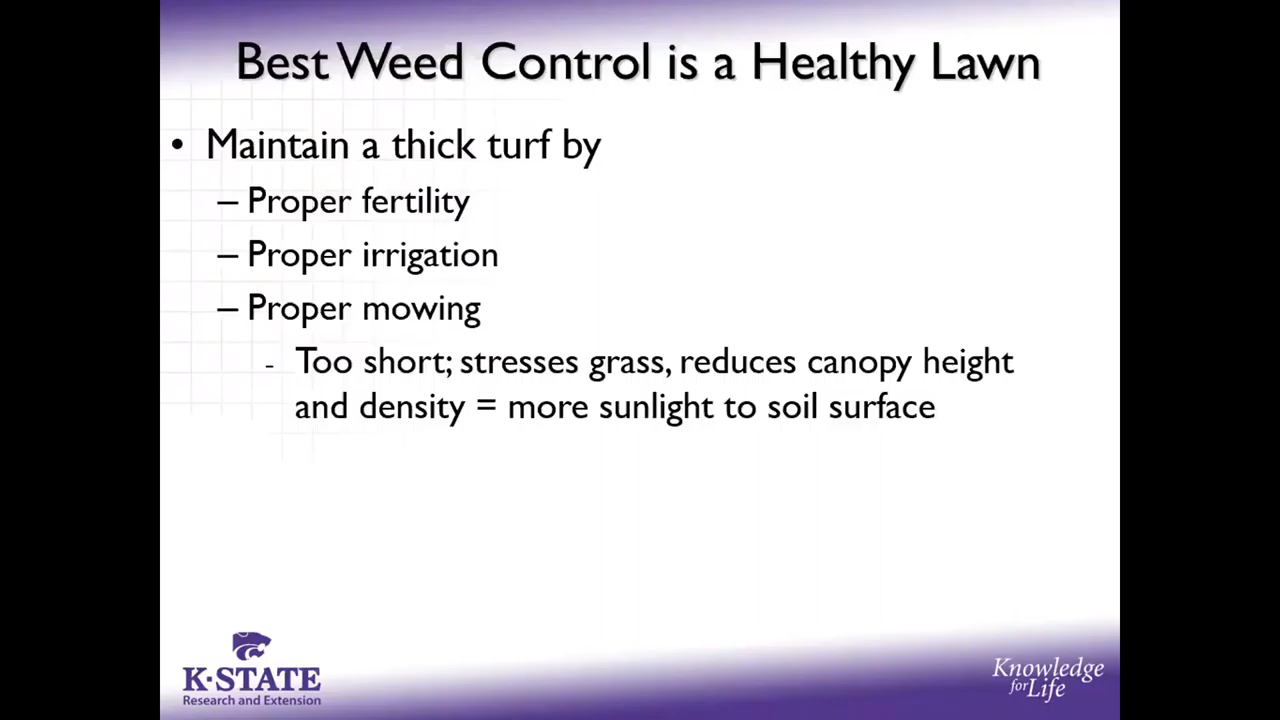 Best Weed Control is a Healthy Lawn
• Maintain a thick turf by
– Proper fertility
– Proper irrigation
– Proper mowing
- Too short; stresses grass, reduces canopy height
and density = more sunlight to soil surface
K-STATE
Research and Extension
Knowledge
for Life